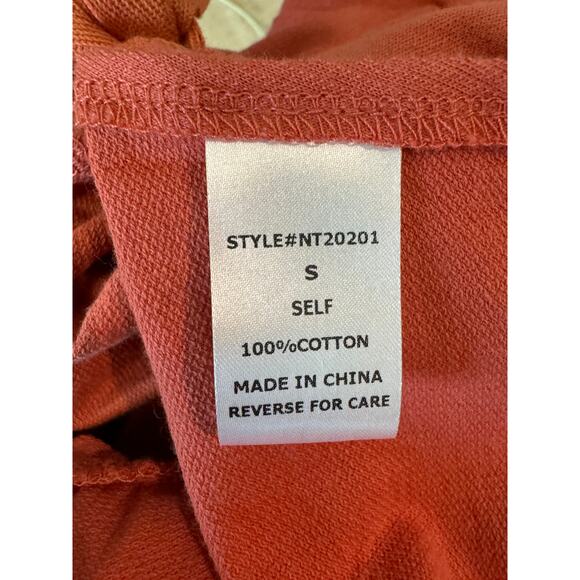 STYLE#NT20201
S
SELF
100%COTTON
MADE IN CHINA
REVERSE FOR CARE